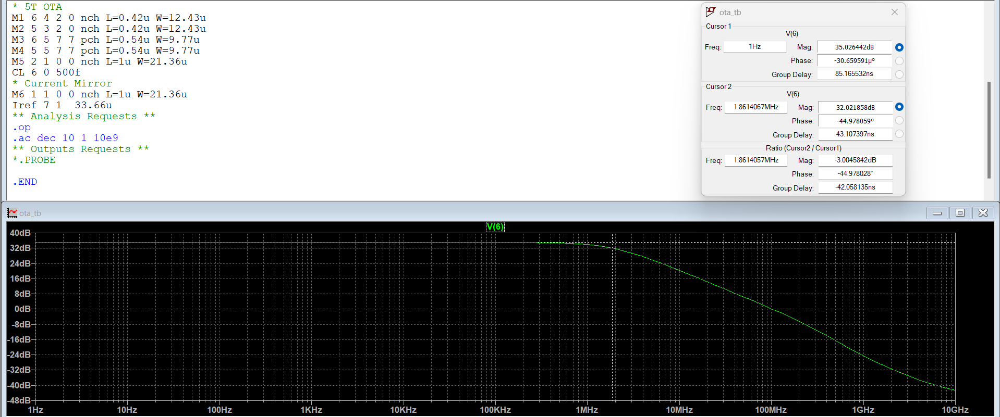 * 5T OTA
M1 6 4 2 0 nch L=0.42u W=12.43u
M2 5 3 2 0 nch L=0.42u W=12.43u
M3 6 5 7 7 pch L=0.54u W=9.77u
M4 5 5 7 7 pch L=0.54u W=9.77u
M5 2 1 0 0 nch L=1u W=21.36u
CL 6 0 500f
* Current Mirror
M6 1 1 0 0 nch L=1u W=21.36u
Iref 7 1  33.66u
** Analysis Requests **
.op
.ac dec 10 1 10e9
** Outputs Requests **
*.PROBE
.END
ota_tb
Cursor 1
V(6)
Freq: 1Hz Mag: 35.026442dB
Phase: -30.659591µ°
Group Delay: 85.165532ns
Cursor 2
V(6)
Freq: 1.8614067MHz Mag: 32.021858dB
Phase: -44.978059°
Group Delay: 43.107397ns
Ratio (Cursor2 / Cursor1)
Freq: 1.8614057MHz Mag: -3.0045842dB
Phase: -44.978028°
Group Delay: -42.058135ns
ota_tb
V(6)
40dB
32dB
24dB
16dB
8dB
0dB
-8dB
-16dB
-24dB
-32dB
-40dB
-48dB
1Hz 10Hz 100Hz 1KHz 10KHz 100KHz 1MHz 10MHz 100MHz 1GHz 10GHz